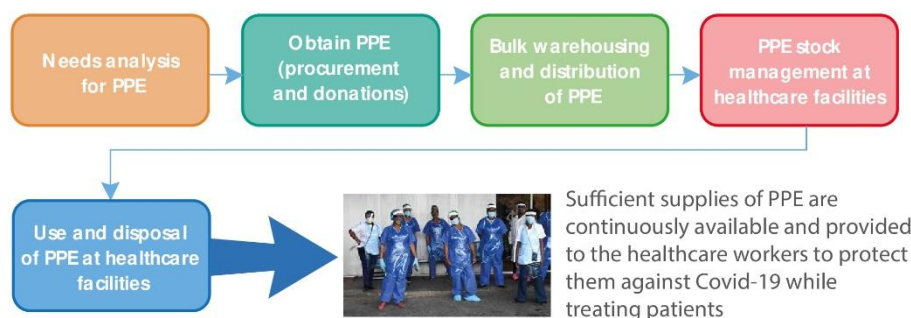 Needs analysis
for PPE
Obtain PPE
(procurement
and donations)
Bulk warehousing
and distribution
of PPE
PPE stock
management at
healthcare facilities
Use and disposal
of PPE at healthcare
facilities
Sufficient supplies of PPE are
continuously available and provided
to the healthcare workers to protect
them against Covid-19 while
treating patients